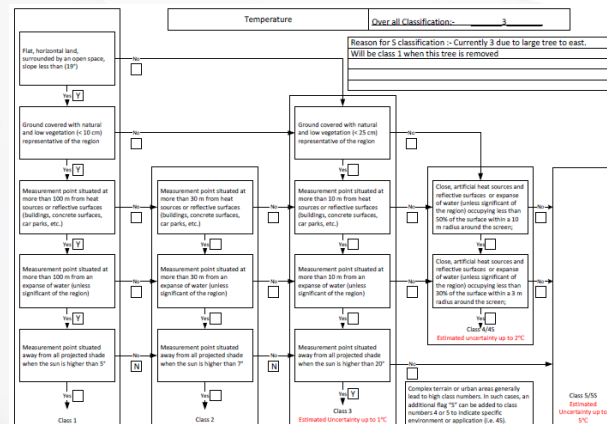 Temperature
Over all Classification:- 3
Reason for S classification :- Currently 3 due to large tree to east.
Will be class 1 when this tree is removed
Flat, horizontal land,
surrounded by an open space,
slope less than (19°)
No
Yes Y
Ground covered with natural
and low vegetation (< 10 cm)
representative of the region
No
Ground covered with natural
and low vegetation (< 25 cm)
representative of the region
No
Yes Y
Yes
Measurement point situated at
more than 100 m from heat
sources or reflective surfaces
(buildings, concrete surfaces,
car parks, etc.)
No
Measurement point situated at
more than 30 m from heat
sources or reflective surfaces
(buildings, concrete surfaces,
car parks, etc.)
No
Measurement point situated at
more than 10 m from heat
sources or reflective surfaces
(buildings, concrete surfaces,
car parks, etc.)
No
Close, artificial heat sources and
reflective surfaces or expanse
of water (unless significant of
the region) occupying less than
50% of the surface within a 10
m radius around the screen;
No
Yes Y
Yes
Yes
Yes
Measurement point situated at
more than 100 m from an
expanse of water (unless
significant of the region)
No
Measurement point situated at
more than 30 m from an
expanse of water (unless
significant of the region)
No
Measurement point situated at
more than 10 m from an
expanse of water (unless
significant of the region)
No
Close, artificial heat sources and
reflective surfaces or expanse
of water (unless significant of
the region) occupying less than
30% of the surface within a 3 m
radius around the screen;
No
Yes Y
Yes
Yes
Yes
Class 4/4S
Estimated uncertainty up to 2°C
Measurement point situated
away from all projected shade
when the sun is higher than 5°
No
N
Measurement point situated
away from all projected shade
when the sun is higher than 7°
No
N
Measurement point situated
away from all projected shade
when the sun is higher than 20°
No
Yes
Yes
Yes Y
Class 1
Class 2
Class 3
Estimated Uncertainty up to 1°C
Complex terrain or urban areas generally
lead to high class numbers. In such cases, an
additional flag "S" can be added to class
numbers 4 or 5 to indicate specific
environment or application (i.e. 4S).
Class 5/5S
Estimated
Uncertainty up to
5°C